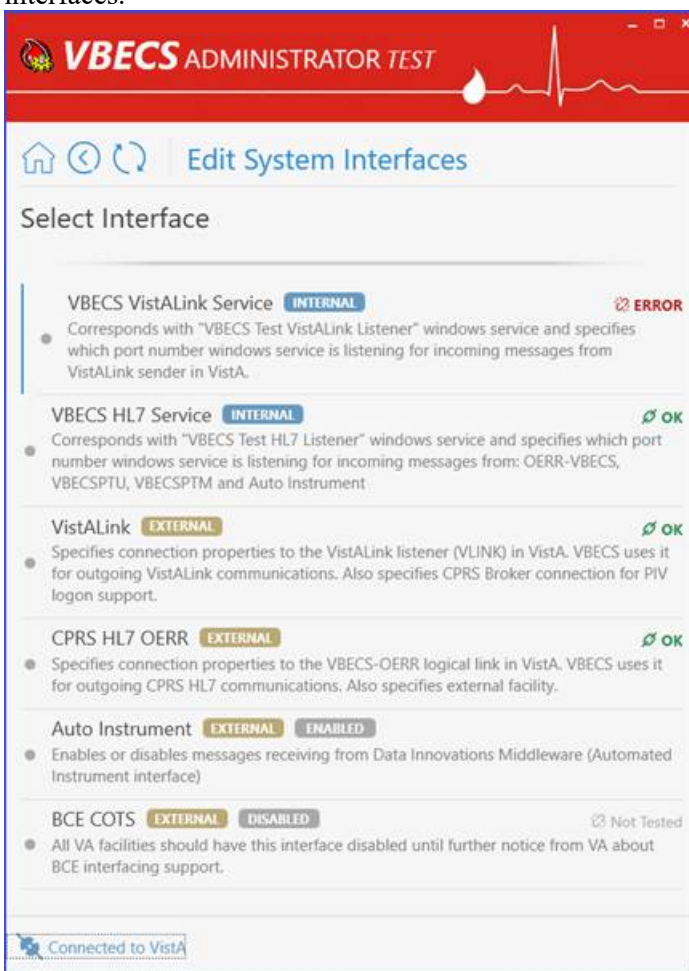 interfaces.
VBECS ADMINISTRATOR TEST
Edit System Interfaces
Select Interface
VBECS VistALink Service INTERNAL ERROR
Corresponds with "VBECS Test VistALink Listener" windows service and specifies
which port number windows service is listening for incoming messages from
VistALink sender in VistA.
VBECS HL7 Service INTERNAL OK
Corresponds with "VBECS Test HL7 Listener" windows service and specifies which port
number windows service is listening for incoming messages from: OERR-VBECS,
VBECSPTU, VBECSPTM and Auto Instrument
VistALink EXTERNAL OK
Specifies connection properties to the VistALink listener (VLINK) in VistA. VBECS uses it
for outgoing VistALink communications. Also specifies CPRS Broker connection for PIV
logon support.
CPRS HL7 OERR EXTERNAL OK
Specifies connection properties to the VBECS-OERR logical link in VistA. VBECS uses it
for outgoing CPRS HL7 communications. Also specifies external facility.
Auto Instrument EXTERNAL ENABLED
Enables or disables messages receiving from Data Innovations Middleware (Automated
Instrument interface)
BCE COTS EXTERNAL DISABLED Not Tested
All VA facilities should have this interface disabled until further notice from VA about
BCE interfacing support.
Connected to VistA